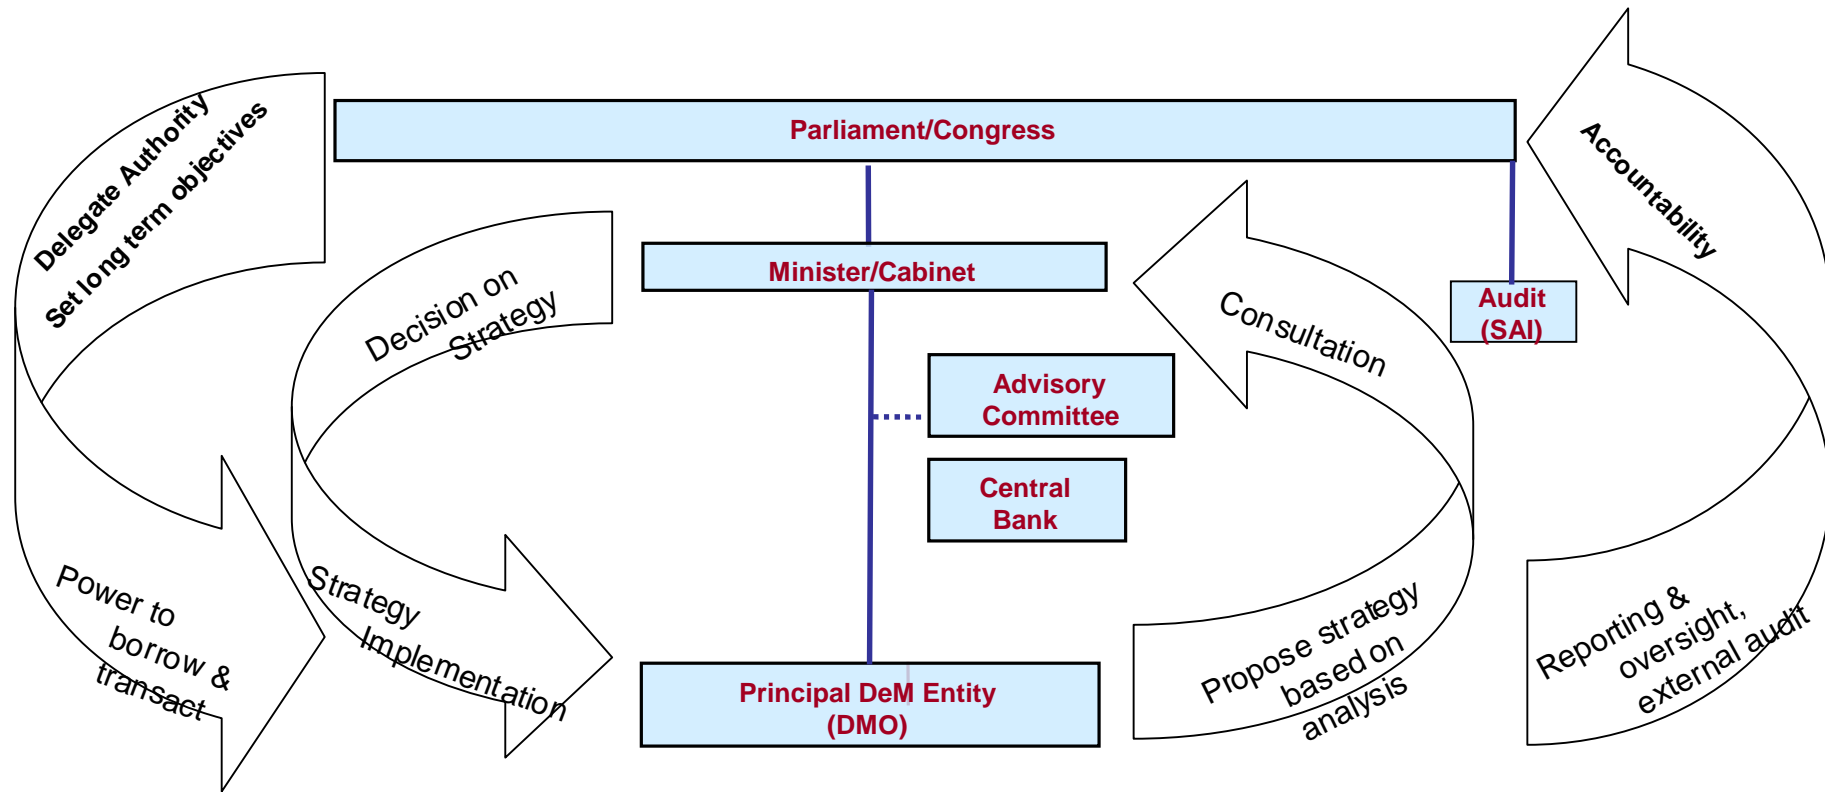 Delegate Authority
Set long term objectives
Parliament/Congress
Accountability
Minister/Cabinet
Decision on
Strategy
Consultation
Audit
(SAI)
Advisory
Committee
Central
Bank
Power to
borrow &
transact
Strategy
Implementation
Principal DeM Entity
(DMO)
Propose strategy
based on
analysis
Reporting &
oversight,
external audit